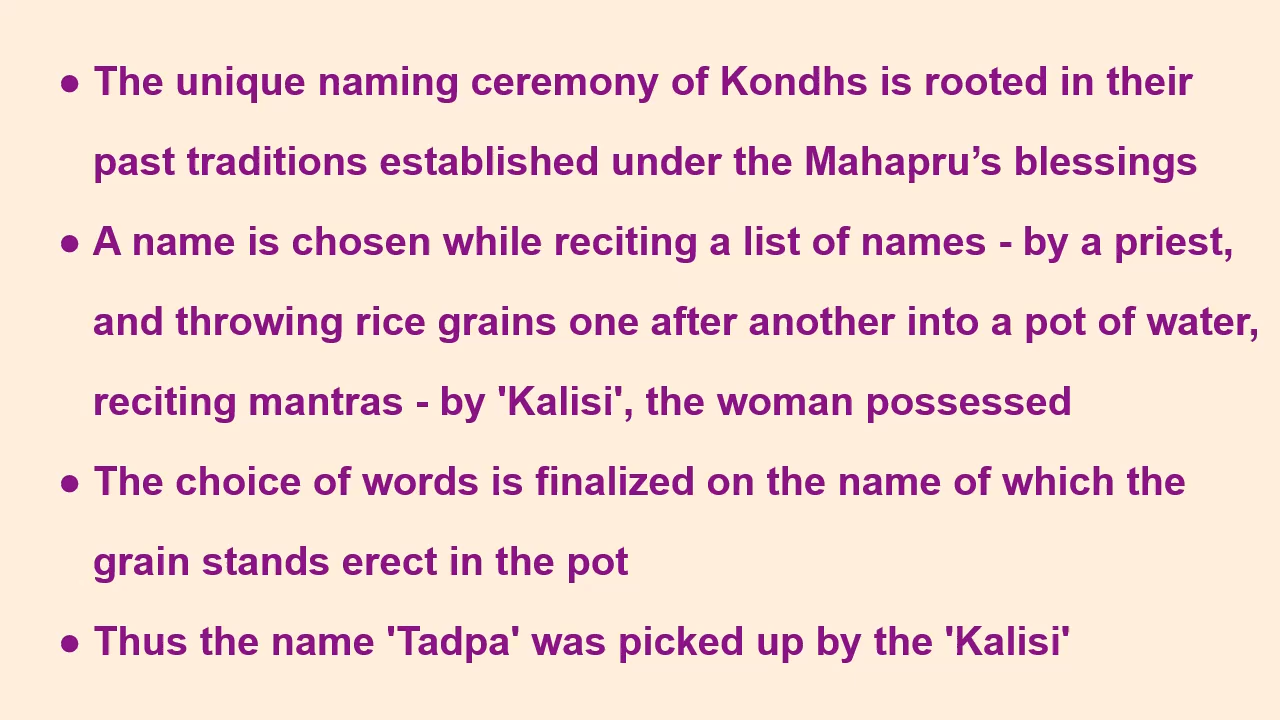 ● The unique naming ceremony of Kondhs is rooted in their
past traditions established under the Mahapru’s blessings
● A name is chosen while reciting a list of names - by a priest,
and throwing rice grains one after another into a pot of water,
reciting mantras - by 'Kalisi', the woman possessed
● The choice of words is finalized on the name of which the
grain stands erect in the pot
● Thus the name 'Tadpa' was picked up by the 'Kalisi'